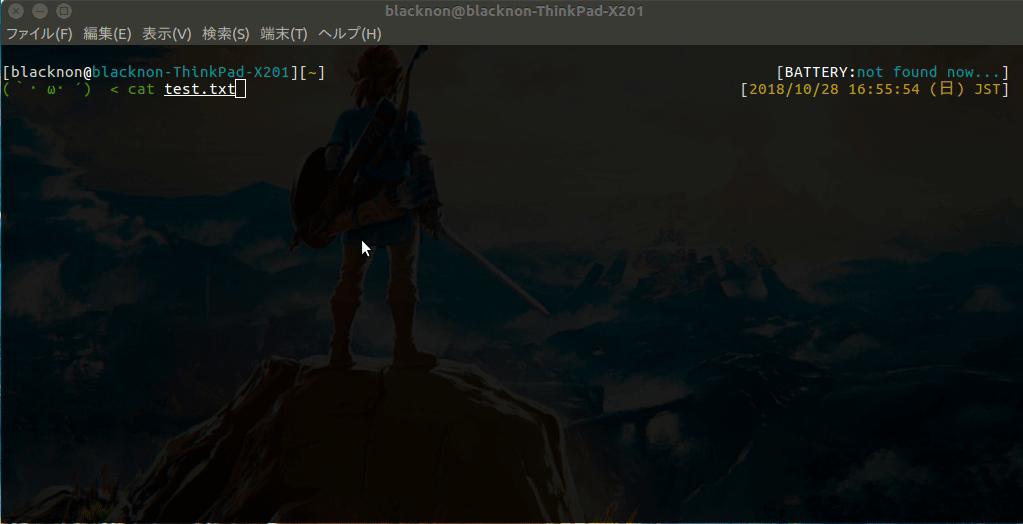 blacknon@blacknon-ThinkPad-X201
ファイル(F) 編集(E) 表示(V) 検索(S) 端末(T) ヘルプ(H)
[blacknon@blacknon-ThinkPad-X201][~] [BATTERY:not found now...]
(｀･ω･´) < cat test.txt [2018/10/28 16:55:54 (日) JST]